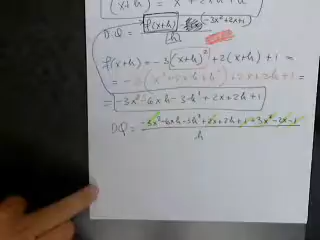 (x+h) = x² + 2xh + h²
D.Q. = f(x+h) - (-3x²+2x+1)
h
f(x+h) = -3(x+h)² + 2(x+h) + 1 =
= -3(x²+2xh+h²) + 2x + 2h + 1 =
= -3x² - 6xh - 3h² + 2x + 2h + 1
DQ = -3x² - 6xh - 3h² + 2x + 2h + 1 + 3x² - 2x - 1
h